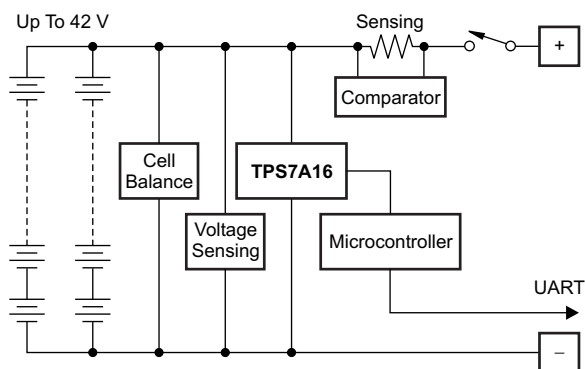 Up To 42 V
Sensing
+
Comparator
Cell
Balance
TPS7A16
Voltage
Sensing
Microcontroller
UART
–